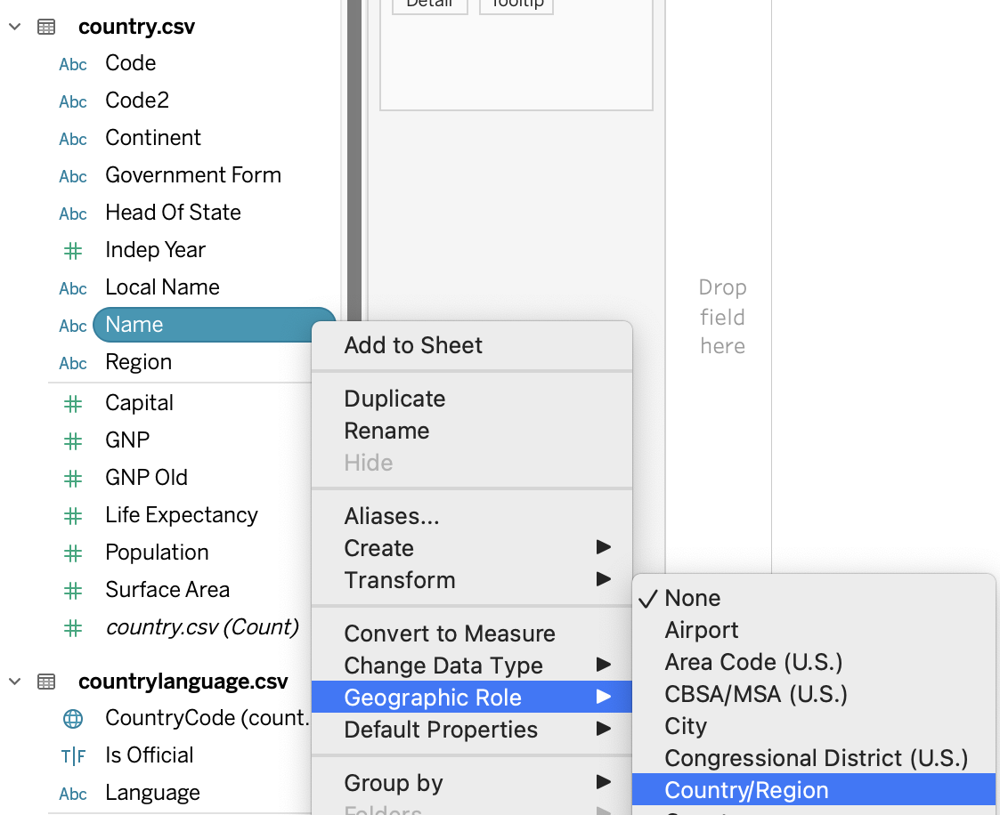 Detail Tooltip
country.csv
Abc Code
Abc Code2
Abc Continent
Abc Government Form
Abc Head Of State
# Indep Year
Abc Local Name
Abc Name
Abc Region
# Capital
# GNP
# GNP Old
# Life Expectancy
# Population
# Surface Area
# country.csv (Count)
countrylanguage.csv
CountryCode (count.
T|F Is Official
Abc Language
Drop
field
here
Add to Sheet
Duplicate
Rename
Hide
Aliases...
Create
Transform
Convert to Measure
Change Data Type
Geographic Role
Default Properties
Group by
Folders
✓ None
Airport
Area Code (U.S.)
CBSA/MSA (U.S.)
City
Congressional District (U.S.)
Country/Region